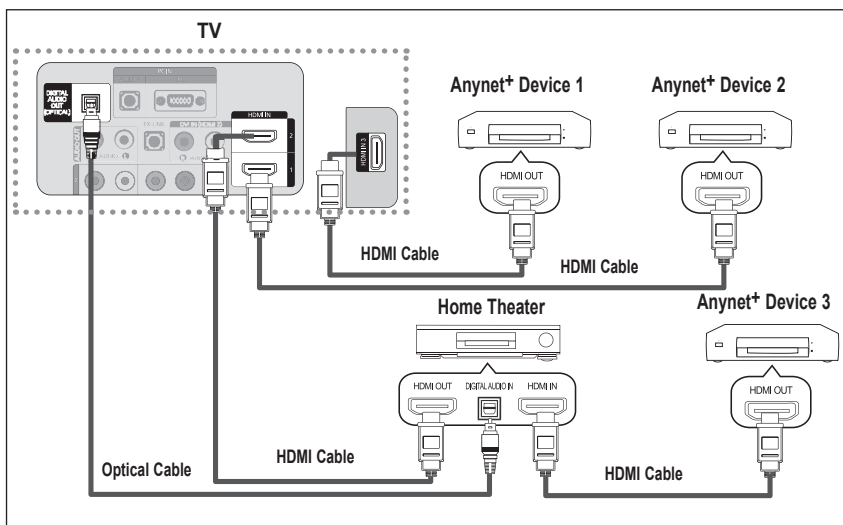 TV
PC IN
DIGITAL
AUDIO
OUT
(OPTICAL)
HDMI IN
2
1
HDMI IN 3
Anynet+ Device 1
HDMI OUT
Anynet+ Device 2
HDMI OUT
HDMI Cable
HDMI Cable
Home Theater
HDMI OUT
DIGITAL AUDIO IN
HDMI IN
Anynet+ Device 3
HDMI OUT
Optical Cable
HDMI Cable
HDMI Cable